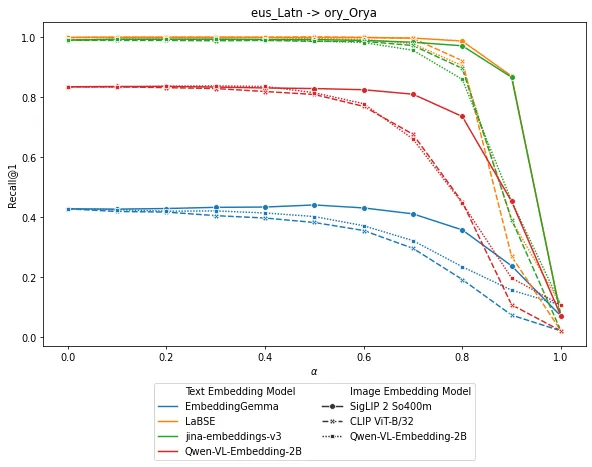 eus_Latn -> ory_Orya
Recall@1
1.0
0.8
0.6
0.4
0.2
0.0
0.0 0.2 0.4 0.6 0.8 1.0
α
Text Embedding Model Image Embedding Model
EmbeddingGemma SigLIP 2 So400m
LaBSE CLIP ViT-B/32
jina-embeddings-v3 Qwen-VL-Embedding-2B
Qwen-VL-Embedding-2B